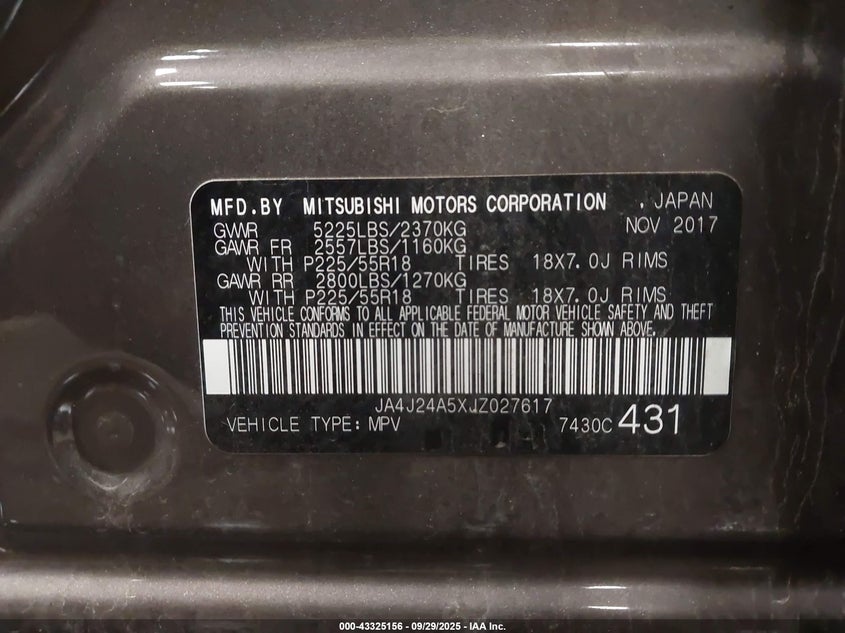 MFD.BY MITSUBISHI MOTORS CORPORATION , JAPAN
GVWR 5225LBS/2370KG NOV 2017
GAWR FR 2557LBS/1160KG
WITH P225/55R18 TIRES 18X7.0J RIMS
GAWR RR 2800LBS/1270KG
WITH P225/55R18 TIRES 18X7.0J RIMS
THIS VEHICLE CONFORMS TO ALL APPLICABLE FEDERAL MOTOR VEHICLE SAFETY AND THEFT
PREVENTION STANDARDS IN EFFECT ON THE DATE OF MANUFACTURE SHOWN ABOVE.
JA4J24A5XJZ027617
VEHICLE TYPE: MPV 7430C 431
000-43325156 - 09/29/2025 - IAA Inc.